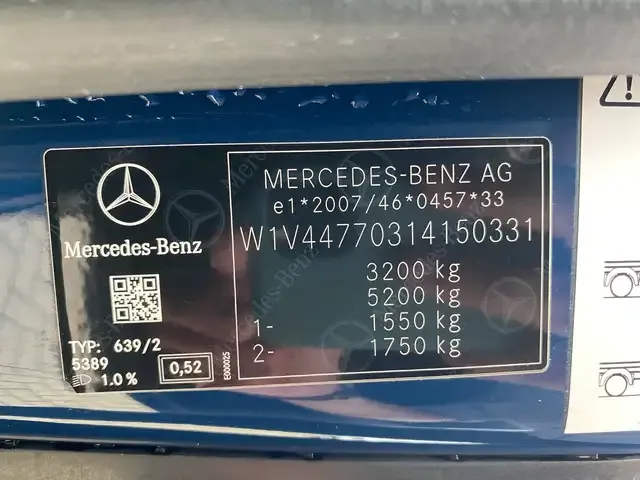 MERCEDES-BENZ AG
e1*2007/46*0457*33
W1V44770314150331
3200 kg
5200 kg
1- 1550 kg
2- 1750 kg
Mercedes-Benz
TYP: 639/2
5389
1.0 % 0,52
E000025